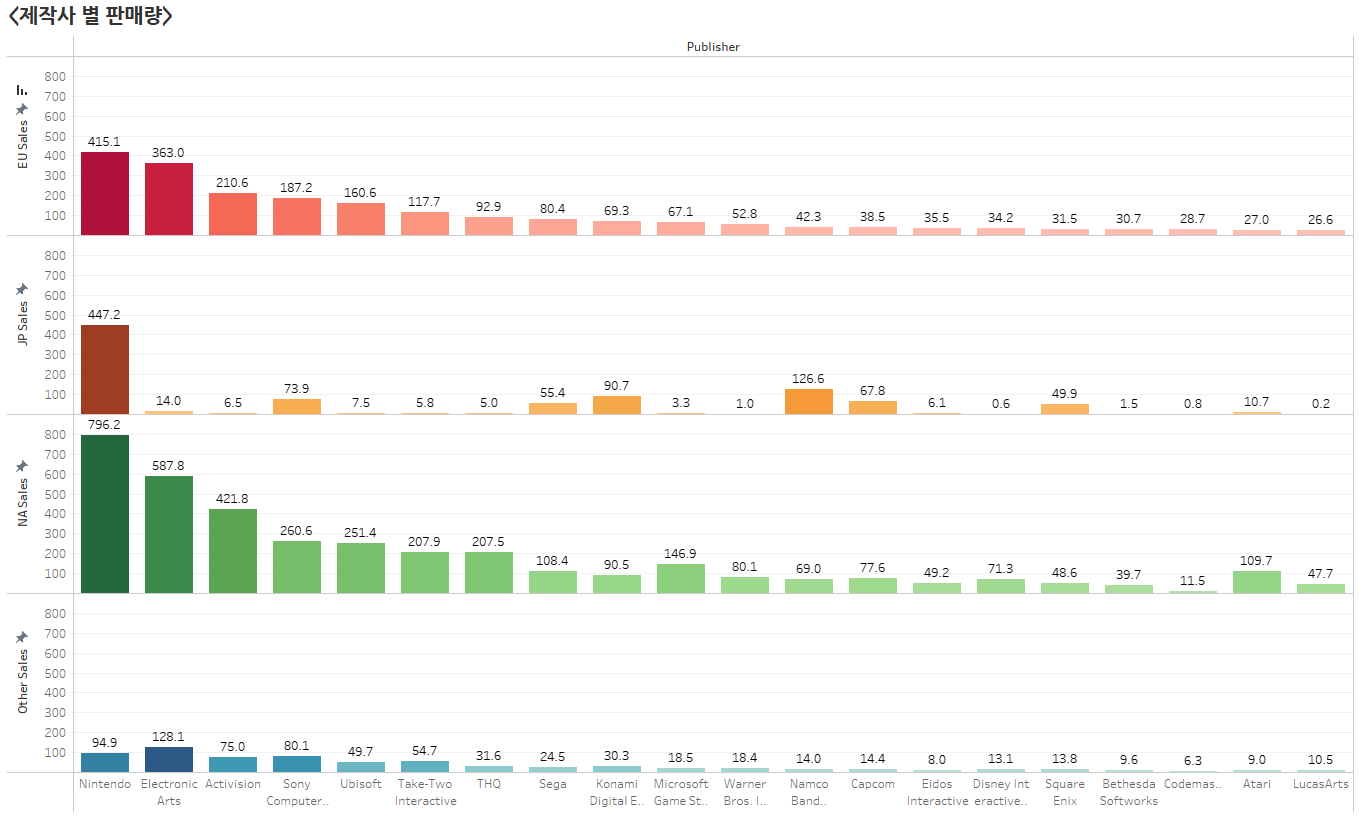 <제작사 별 판매량>
Publisher
EU Sales
800
700
600
500
400
300
200
100
415.1 363.0 210.6 187.2 160.6 117.7 92.9 80.4 69.3 67.1 52.8 42.3 38.5 35.5 34.2 31.5 30.7 28.7 27.0 26.6
JP Sales
800
700
600
500
400
300
200
100
447.2 14.0 6.5 73.9 7.5 5.8 5.0 55.4 90.7 3.3 1.0 126.6 67.8 6.1 0.6 49.9 1.5 0.8 10.7 0.2
NA Sales
800
700
600
500
400
300
200
100
796.2 587.8 421.8 260.6 251.4 207.9 207.5 108.4 90.5 146.9 80.1 69.0 77.6 49.2 71.3 48.6 39.7 11.5 109.7 47.7
Other Sales
800
700
600
500
400
300
200
100
94.9 128.1 75.0 80.1 49.7 54.7 31.6 24.5 30.3 18.5 18.4 14.0 14.4 8.0 13.1 13.8 9.6 6.3 9.0 10.5
Nintendo Electronic Activision Sony Ubisoft Take-Two THQ Sega Konami Microsoft Warner Namco Capcom Eidos Disney Int Square Bethesda Codemas.. Atari LucasArts
Arts Computer.. Interactive Digital E.. Game St.. Bros. I.. Band.. Interactive eractive.. Enix Softworks